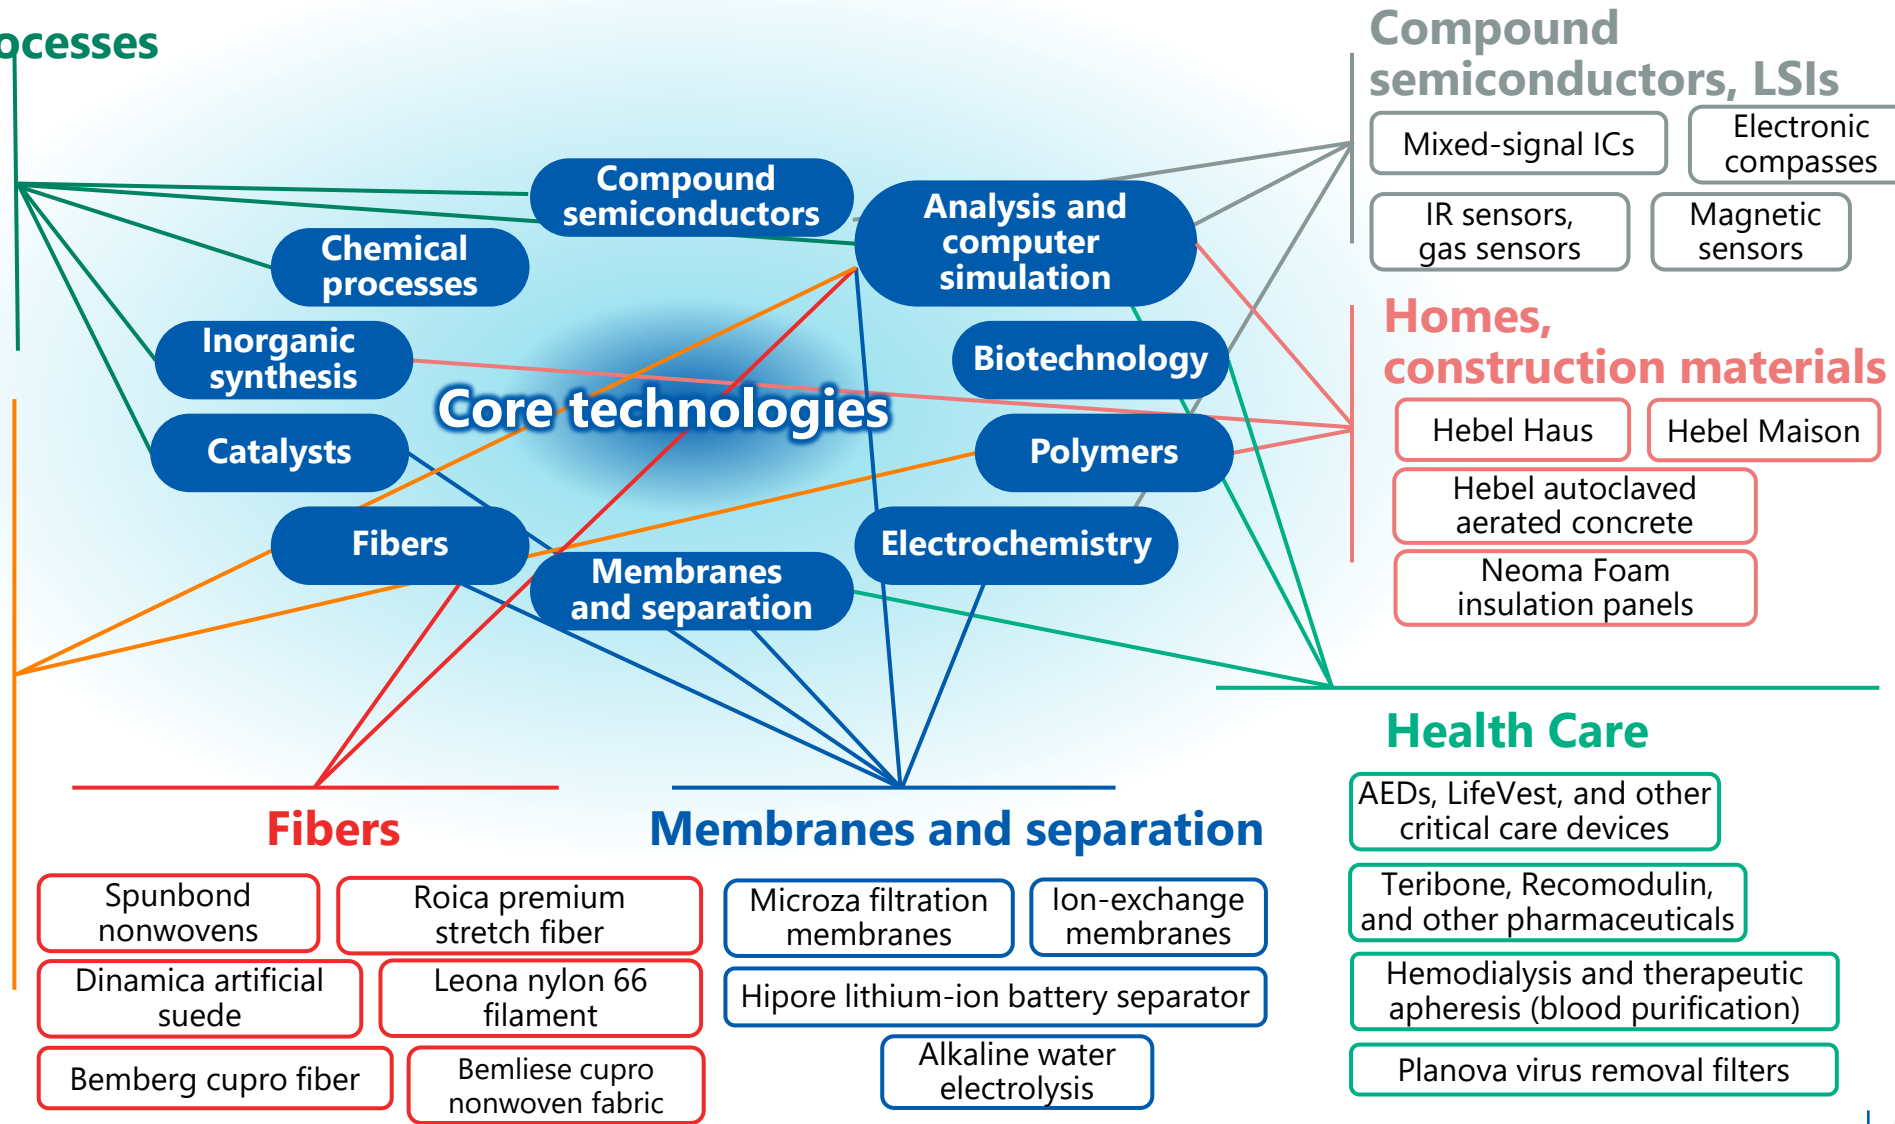 ocesses
Compound
semiconductors, LSIs
Mixed-signal ICs
Electronic
compasses
IR sensors,
gas sensors
Magnetic
sensors
Compound
semiconductors
Analysis and
computer
simulation
Chemical
processes
Inorganic
synthesis
Biotechnology
Core technologies
Catalysts
Polymers
Fibers
Electrochemistry
Membranes
and separation
Homes,
construction materials
Hebel Haus
Hebel Maison
Hebel autoclaved
aerated concrete
Neoma Foam
insulation panels
Health Care
AEDs, LifeVest, and other
critical care devices
Teribone, Recomodulin,
and other pharmaceuticals
Hemodialysis and therapeutic
apheresis (blood purification)
Planova virus removal filters
Fibers
Spunbond
nonwovens
Roica premium
stretch fiber
Dinamica artificial
suede
Leona nylon 66
filament
Bemberg cupro fiber
Bemliese cupro
nonwoven fabric
Membranes and separation
Microza filtration
membranes
Ion-exchange
membranes
Hipore lithium-ion battery separator
Alkaline water
electrolysis